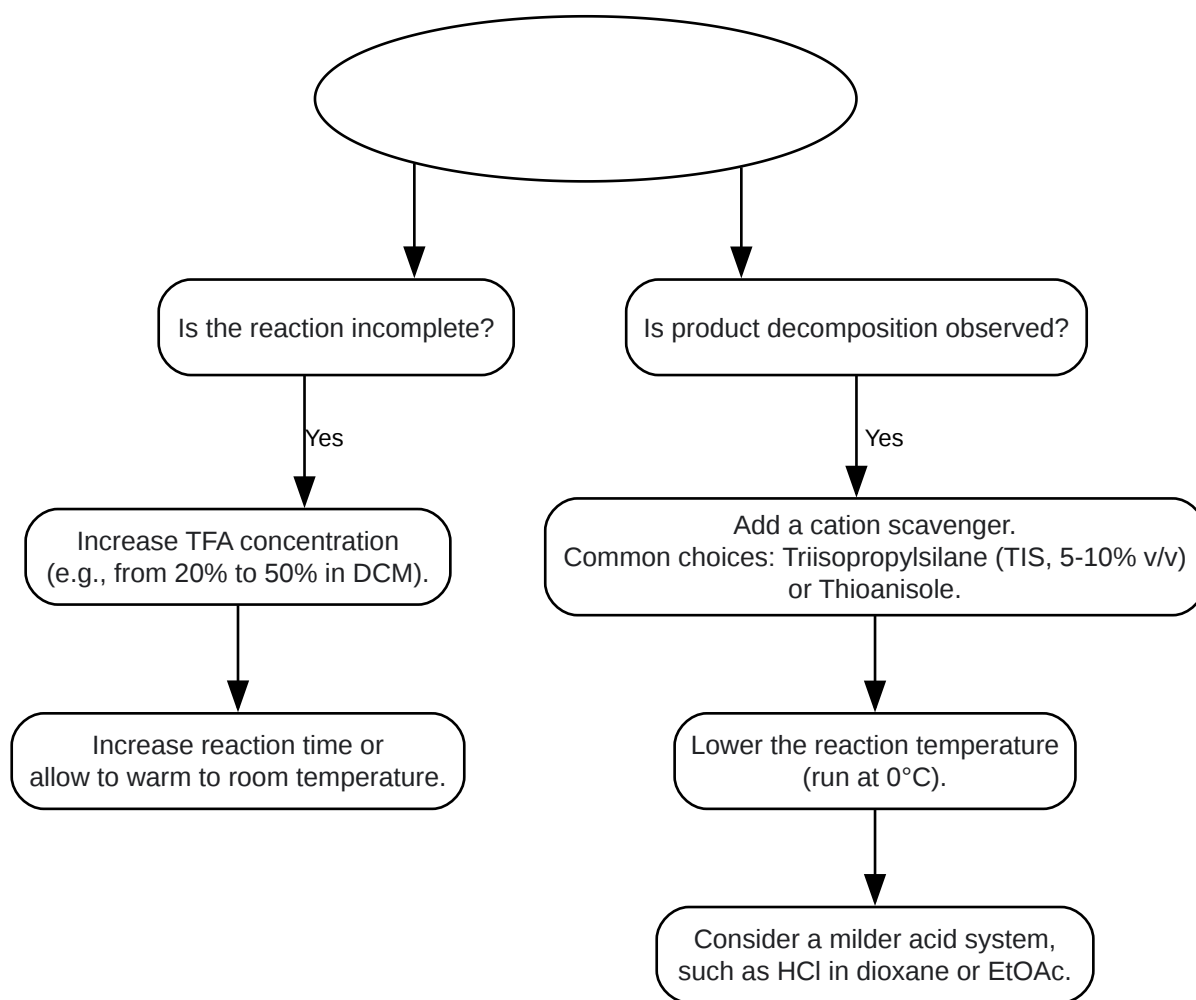 Is the reaction incomplete?
Is product decomposition observed?
Yes
Yes
Increase TFA concentration
(e.g., from 20% to 50% in DCM).
Add a cation scavenger.
Common choices: Triisopropylsilane (TIS, 5-10% v/v)
or Thioanisole.
Increase reaction time or
allow to warm to room temperature.
Lower the reaction temperature
(run at 0°C).
Consider a milder acid system,
such as HCl in dioxane or EtOAc.